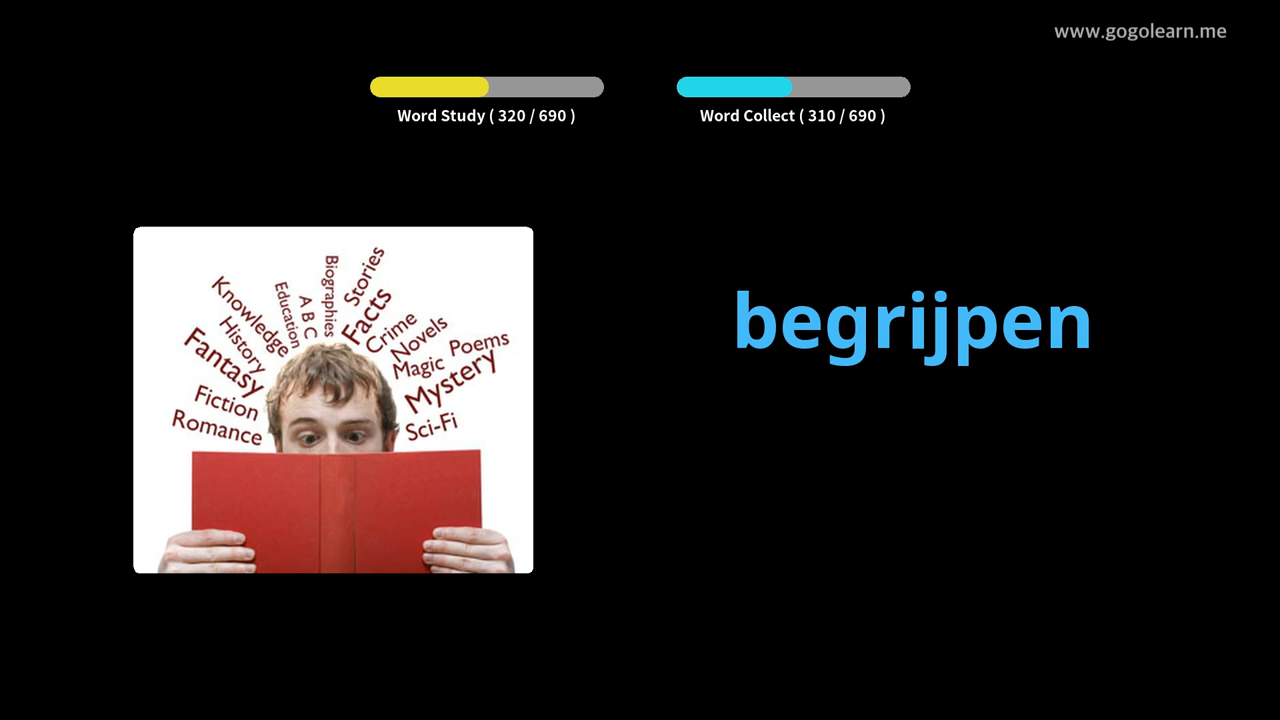 www.gogolearn.me
Word Study ( 320 / 690 )
Word Collect ( 310 / 690 )
Biographies
Stories
Education
A B C
Facts
Knowledge
Crime
Novels
History
Poems
Fantasy
Magic
Mystery
Fiction
Sci-Fi
Romance
begrijpen